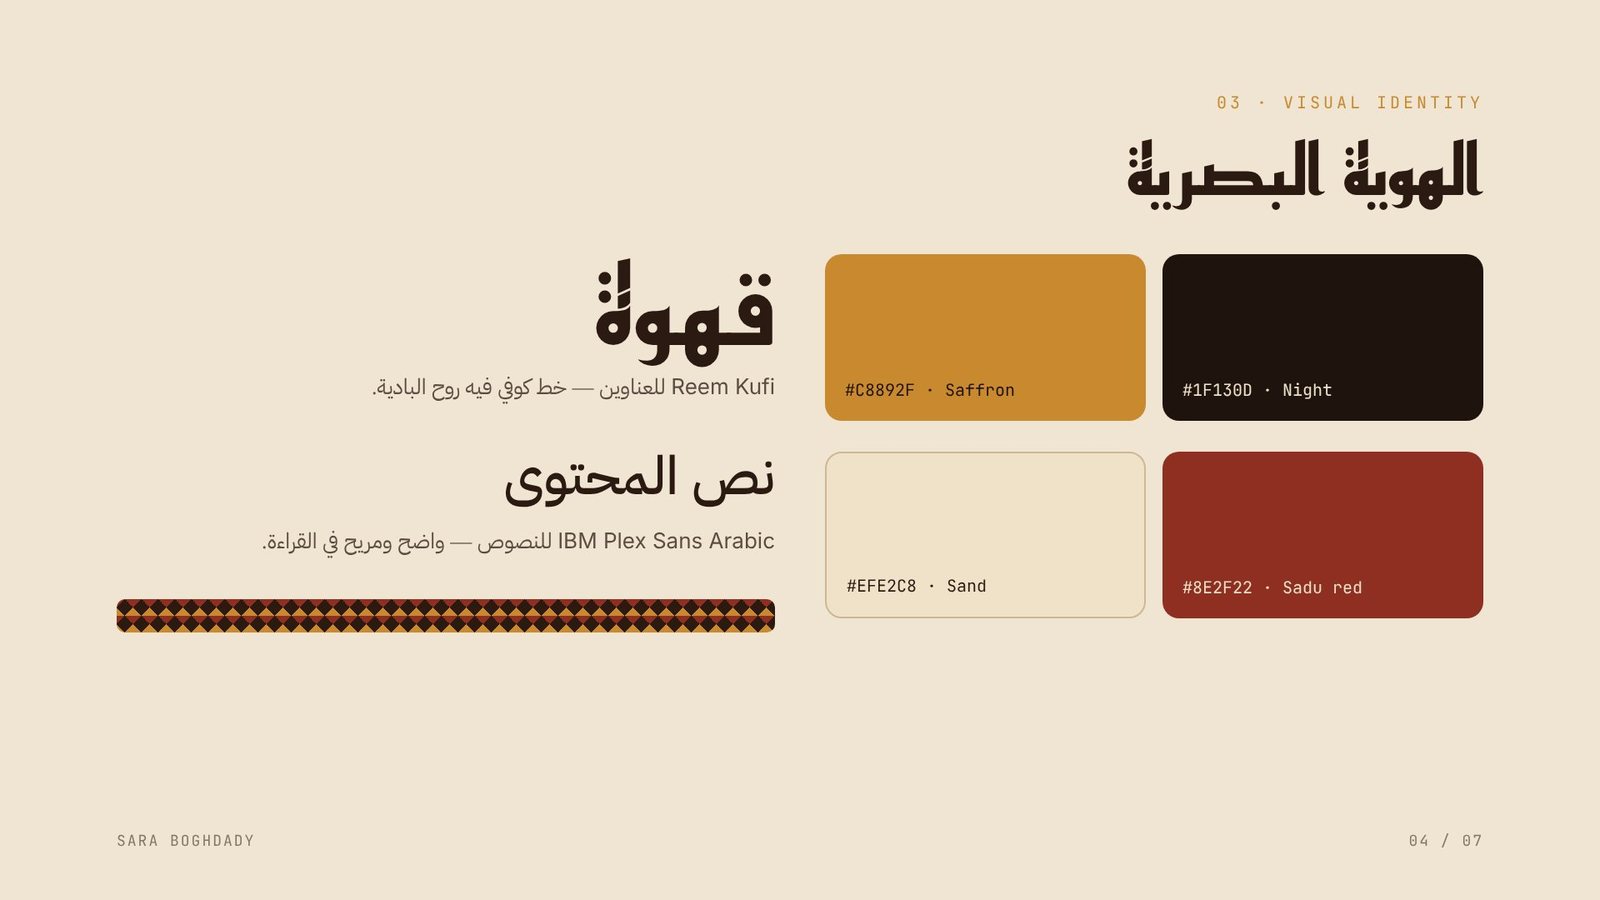 03 · VISUAL IDENTITY
الهوية البصرية
#1F130D · Night
#C8892F · Saffron
#8E2F22 · Sadu red
#EFE2C8 · Sand
قهوة
Reem Kufi للعناوين — خط كوفي فيه روح البادية.
نص المحتوى
IBM Plex Sans Arabic للنصوص — واضح ومريح في القراءة.
SARA BOGHDADY
04 / 07